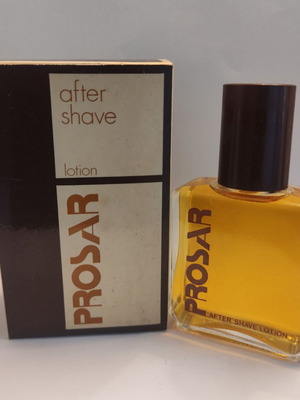 after
shave
lotion
PROSAR
PROSAR
AFTER SHAVE LOTION